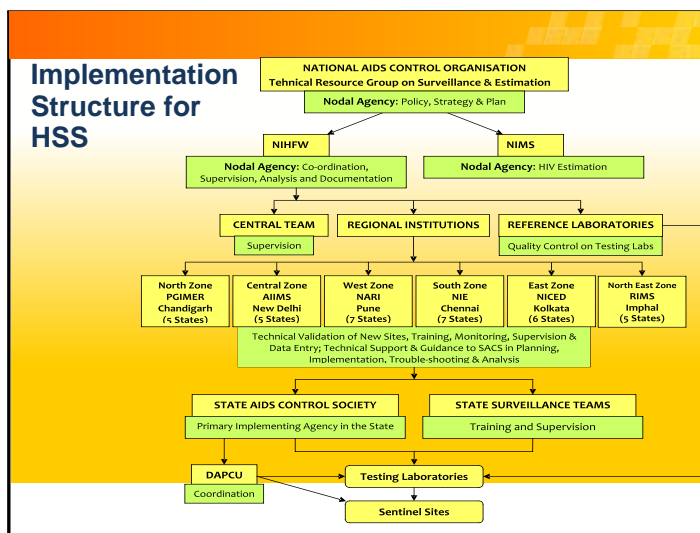 Implementation
Structure for
HSS
NATIONAL AIDS CONTROL ORGANISATION
Tehnical Resource Group on Surveillance & Estimation
Nodal Agency: Policy, Strategy & Plan
NIHFW
NIMS
Nodal Agency: Co-ordination,
Supervision, Analysis and Documentation
Nodal Agency: HIV Estimation
CENTRAL TEAM
REGIONAL INSTITUTIONS
REFERENCE LABORATORIES
Supervision
Quality Control on Testing Labs
North Zone
PGIMER
Chandigarh
(5 States)
Central Zone
AIIMS
New Delhi
(5 States)
West Zone
NARI
Pune
(7 States)
South Zone
NIE
Chennai
(7 States)
East Zone
NICED
Kolkata
(6 States)
North East Zone
RIMS
Imphal
(5 States)
Technical Validation of New Sites, Training, Monitoring, Supervision &
Data Entry; Technical Support & Guidance to SACS in Planning,
Implementation, Trouble-shooting & Analysis
STATE AIDS CONTROL SOCIETY
STATE SURVEILLANCE TEAMS
Primary Implementing Agency in the State
Training and Supervision
DAPCU
Testing Laboratories
Coordination
Sentinel Sites